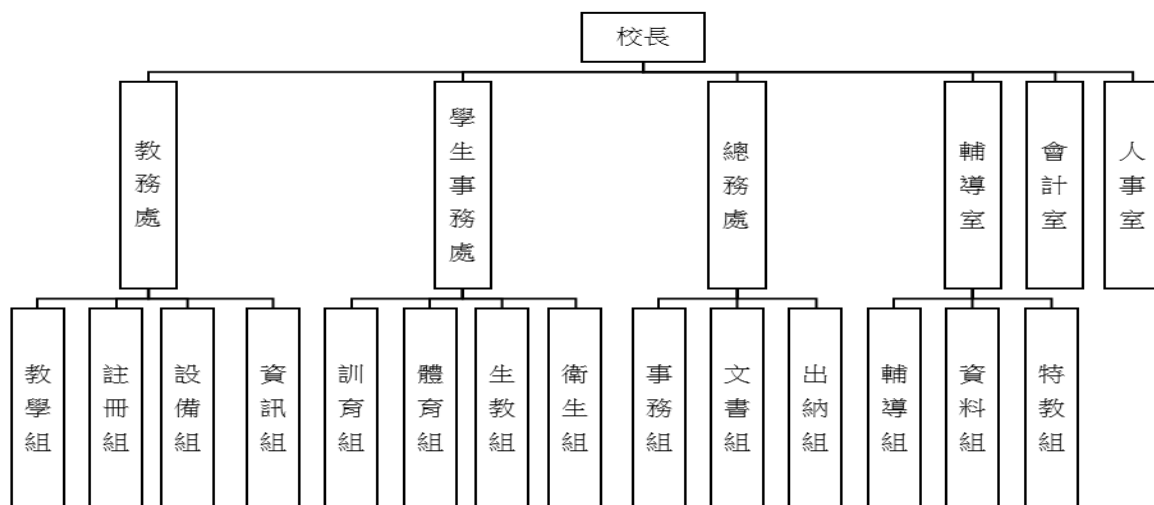 校長
教務處
學生事務處
總務處
輔導室
會計室
人事室
教學組
註冊組
設備組
資訊組
訓育組
體育組
生教組
衛生組
事務組
文書組
出納組
輔導組
資料組
特教組